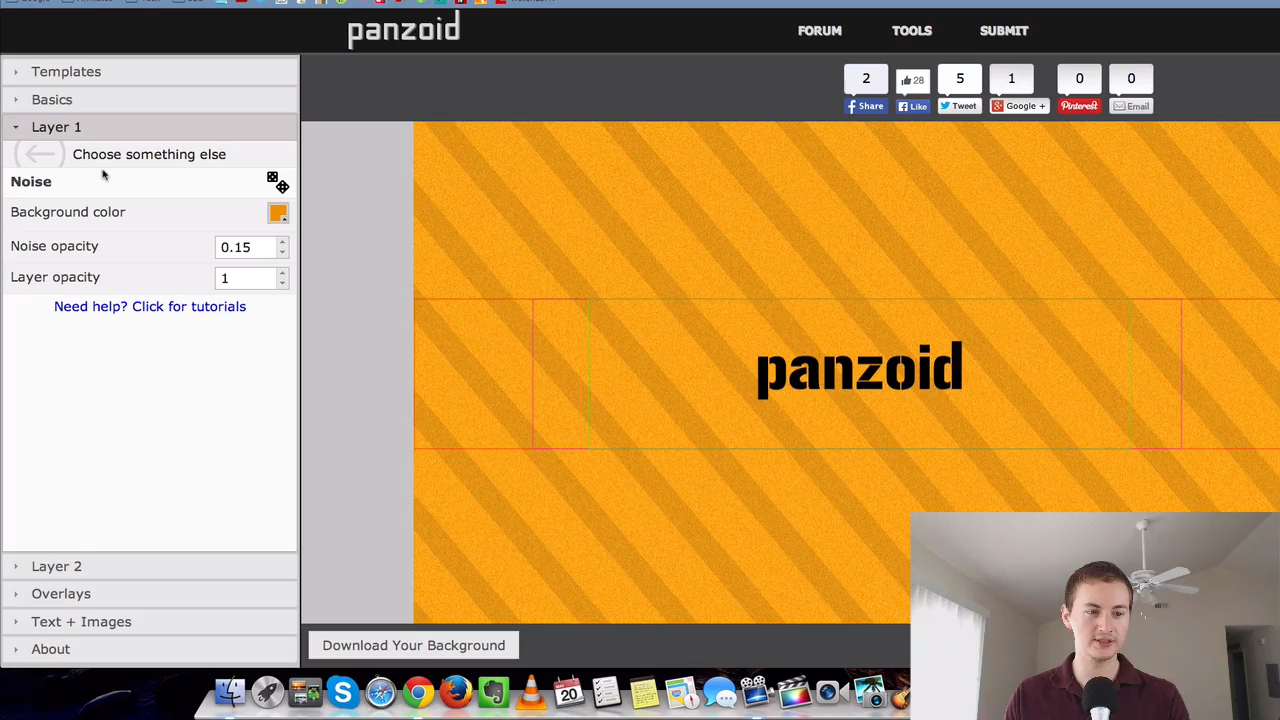 panzoid
FORUM
TOOLS
SUBMIT
2
28
5
1
0
0
Share
Like
Tweet
Google +
Pinterest
Email
Templates
Basics
Layer 1
Choose something else
Noise
Background color
Noise opacity
0.15
Layer opacity
1
Need help? Click for tutorials
panzoid
Layer 2
Overlays
Text + Images
About
Download Your Background
20